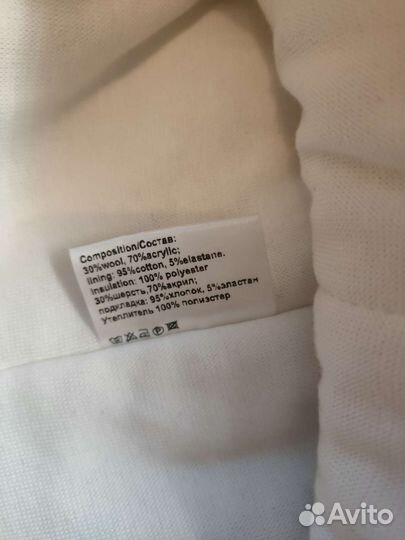 Composition/Состав:
30%wool, 70%acrylic;
lining: 95%cotton, 5%elastane.
insulation: 100% polyester
30%шерсть,70%акрил;
подкладка: 95%хлопок, 5%эластан
Утеплитель 100% полиэстер
Avito